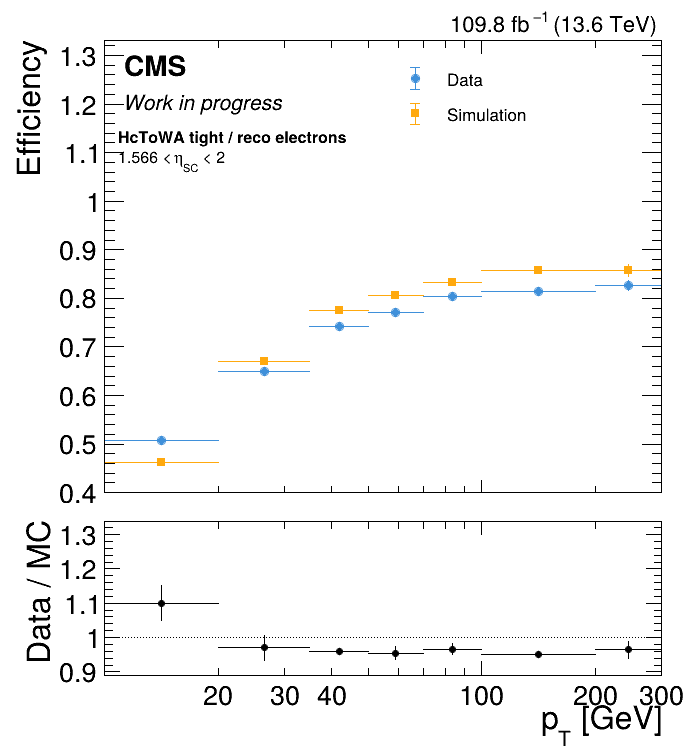 109.8 fb⁻¹ (13.6 TeV)
Efficiency
CMS
Work in progress
HcToWA tight / reco electrons
1.566 < η_SC < 2
Data
Simulation
1.3
1.2
1.1
1
0.9
0.8
0.7
0.6
0.5
0.4
Data / MC
1.3
1.2
1.1
1
0.9
20 30 40 100 200 300
p_T [GeV]